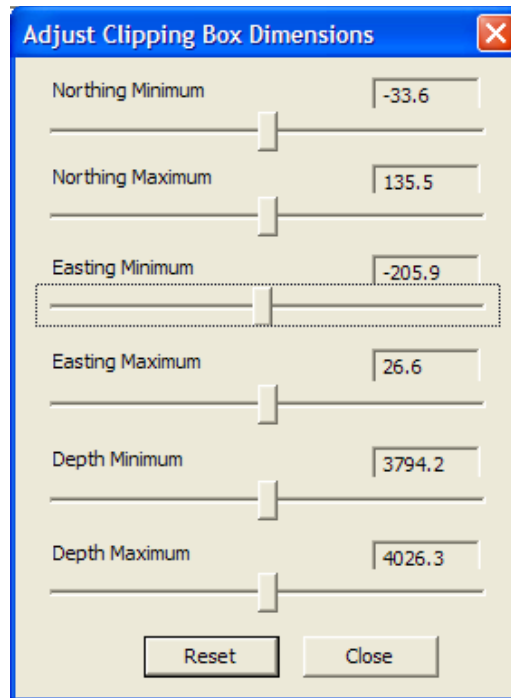 Adjust Clipping Box Dimensions
Northing Minimum -33.6
Northing Maximum 135.5
Easting Minimum -205.9
Easting Maximum 26.6
Depth Minimum 3794.2
Depth Maximum 4026.3
Reset Close